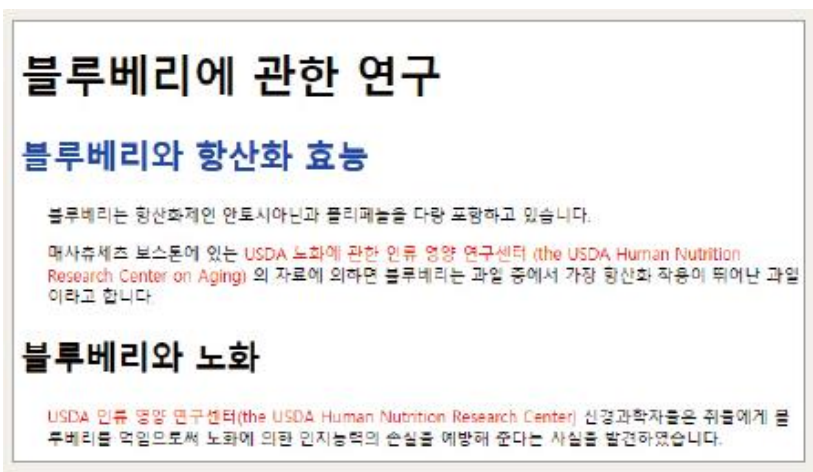 블루베리에 관한 연구
블루베리와 항산화 효능
블루베리는 항산화제인 안토시아닌과 폴리페놀을 다량 포함하고 있습니다.
매사츄세츠 보스톤에 있는 USDA 노화에 관한 인류 영양 연구센터 (the USDA Human Nutrition
Research Center on Aging) 의 자료에 의하면 블루베리는 과일 중에서 가장 항산화 작용이 뛰어난 과일
이라고 합니다
블루베리와 노화
USDA 인류 영양 연구센터(the USDA Human Nutrition Research Center) 신경과학자들은 쥐들에게 블
루베리를 먹임으로써 노화에 의한 인지능력의 손실을 예방해 준다는 사실을 발견하였습니다.